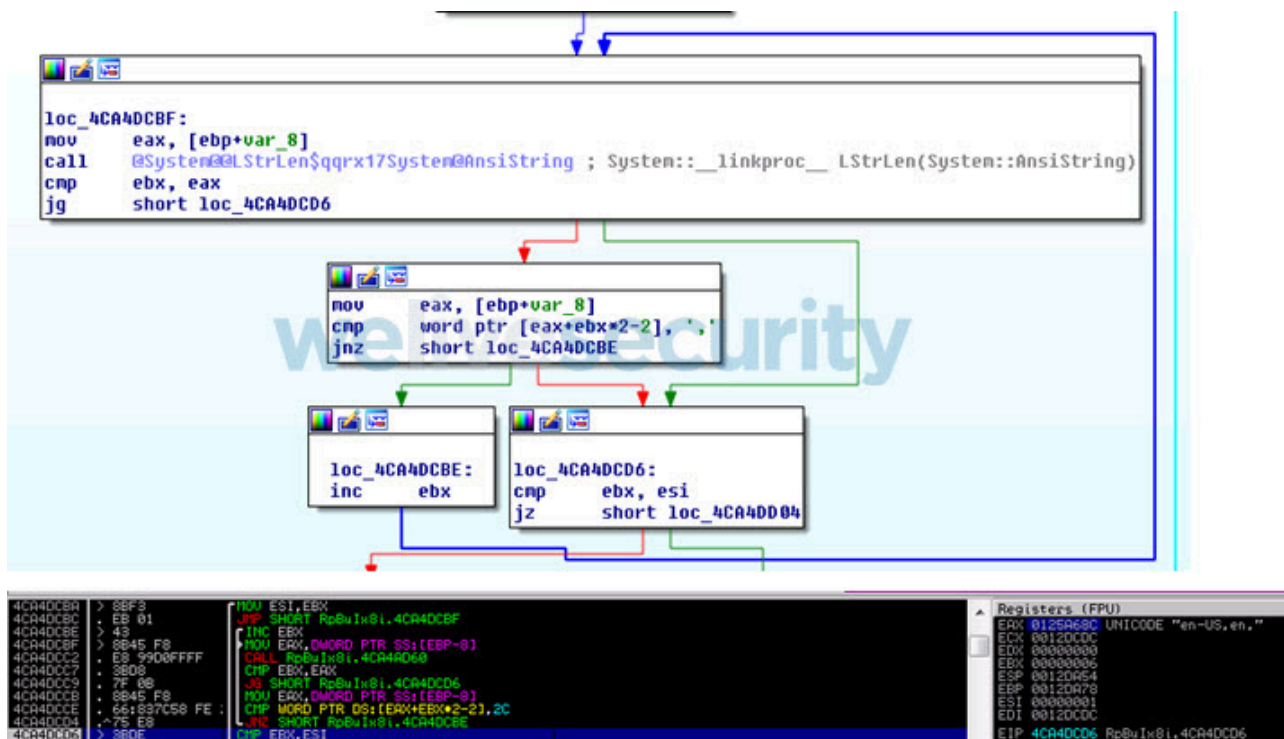 loc_4CA4DCBF:
mov eax, [ebp+var_8]
call @System@@LStrLen$qqrx17System@AnsiString ; System::__linkproc__ LStrLen(System::AnsiString)
cmp ebx, eax
jg short loc_4CA4DCD6
mov eax, [ebp+var_8]
cmp word ptr [eax+ebx*2-2], ','
jnz short loc_4CA4DCBE
welivesecurity
loc_4CA4DCBE:
inc ebx
loc_4CA4DCD6:
cmp ebx, esi
jz short loc_4CA4DD04
4CA4DCBA > 8BF3 MOV ESI,EBX
4CA4DCBC . EB 01 JMP SHORT RpBuIx8i.4CA4DCBF
4CA4DCBE > 43 INC EBX
4CA4DCBF > 8B45 F8 MOV EAX,DWORD PTR SS:[EBP-8]
4CA4DCC2 . E8 99D0FFFF CALL RpBuIx8i.4CA4AD60
4CA4DCC7 . 3BD8 CMP EBX,EAX
4CA4DCC9 . 7F 0B JG SHORT RpBuIx8i.4CA4DCD6
4CA4DCCB . 8B45 F8 MOV EAX,DWORD PTR SS:[EBP-8]
4CA4DCCE . 66:837C58 FE : CMP WORD PTR DS:[EAX+EBX*2-2],2C
4CA4DCD4 .^75 E8 JNZ SHORT RpBuIx8i.4CA4DCBE
4CA4DCD6 > 3BDE CMP EBX,ESI
Registers (FPU)
EAX 0125A68C UNICODE "en-US,en,"
ECX 0012DCDC
EDX 00000000
EBX 00000006
ESP 0012DA54
EBP 0012DA78
ESI 00000001
EDI 0012DCDC
EIP 4CA4DCD6 RpBuIx8i.4CA4DCD6